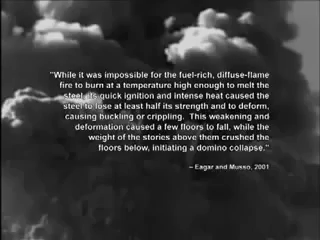 "While it was impossible for the fuel-rich, diffuse-flame
fire to burn at a temperature high enough to melt the
steel, its quick ignition and intense heat caused the
steel to lose at least half its strength and to deform,
causing buckling or crippling. This weakening and
deformation caused a few floors to fall, while the
weight of the stories above them crushed the
floors below, initiating a domino collapse."
– Eagar and Musso, 2001